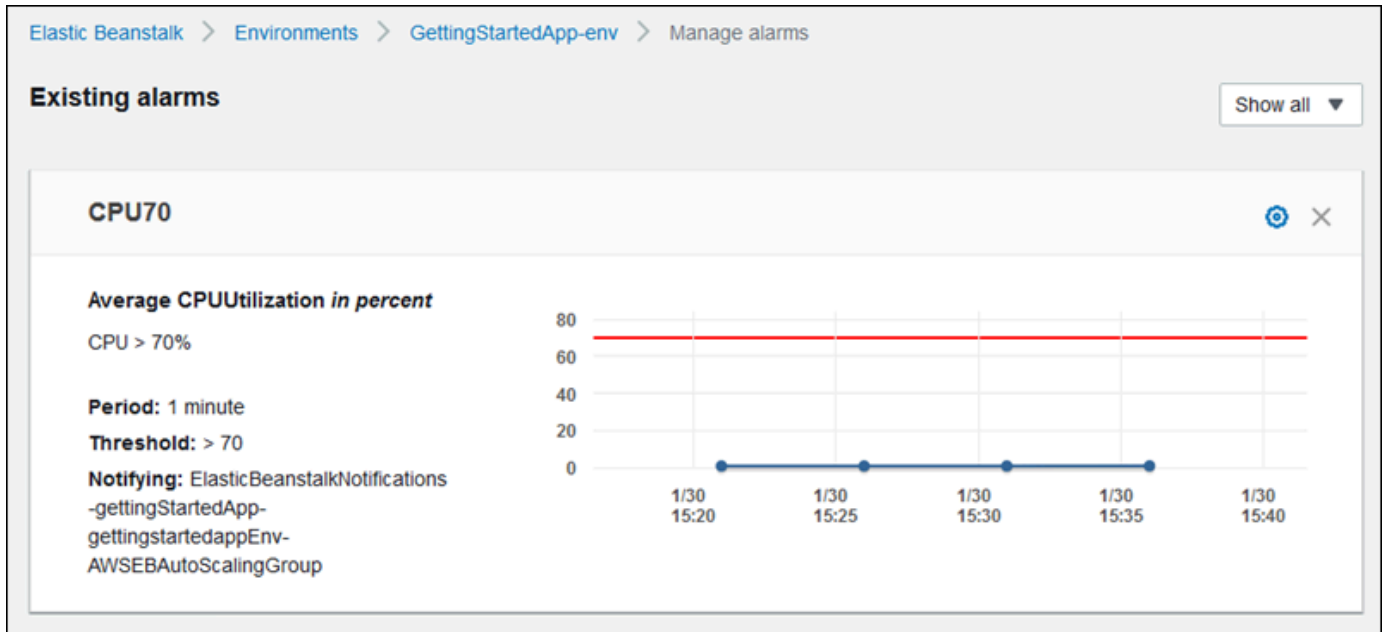 Elastic Beanstalk > Environments > GettingStartedApp-env > Manage alarms
Existing alarms
Show all
CPU70
Average CPUUtilization in percent
CPU > 70%
Period: 1 minute
Threshold: > 70
Notifying: ElasticBeanstalkNotifications
-gettingStartedApp-
gettingstartedappEnv-
AWSEBAutoScalingGroup
80
60
40
20
0
1/30 1/30 1/30 1/30 1/30
15:20 15:25 15:30 15:35 15:40